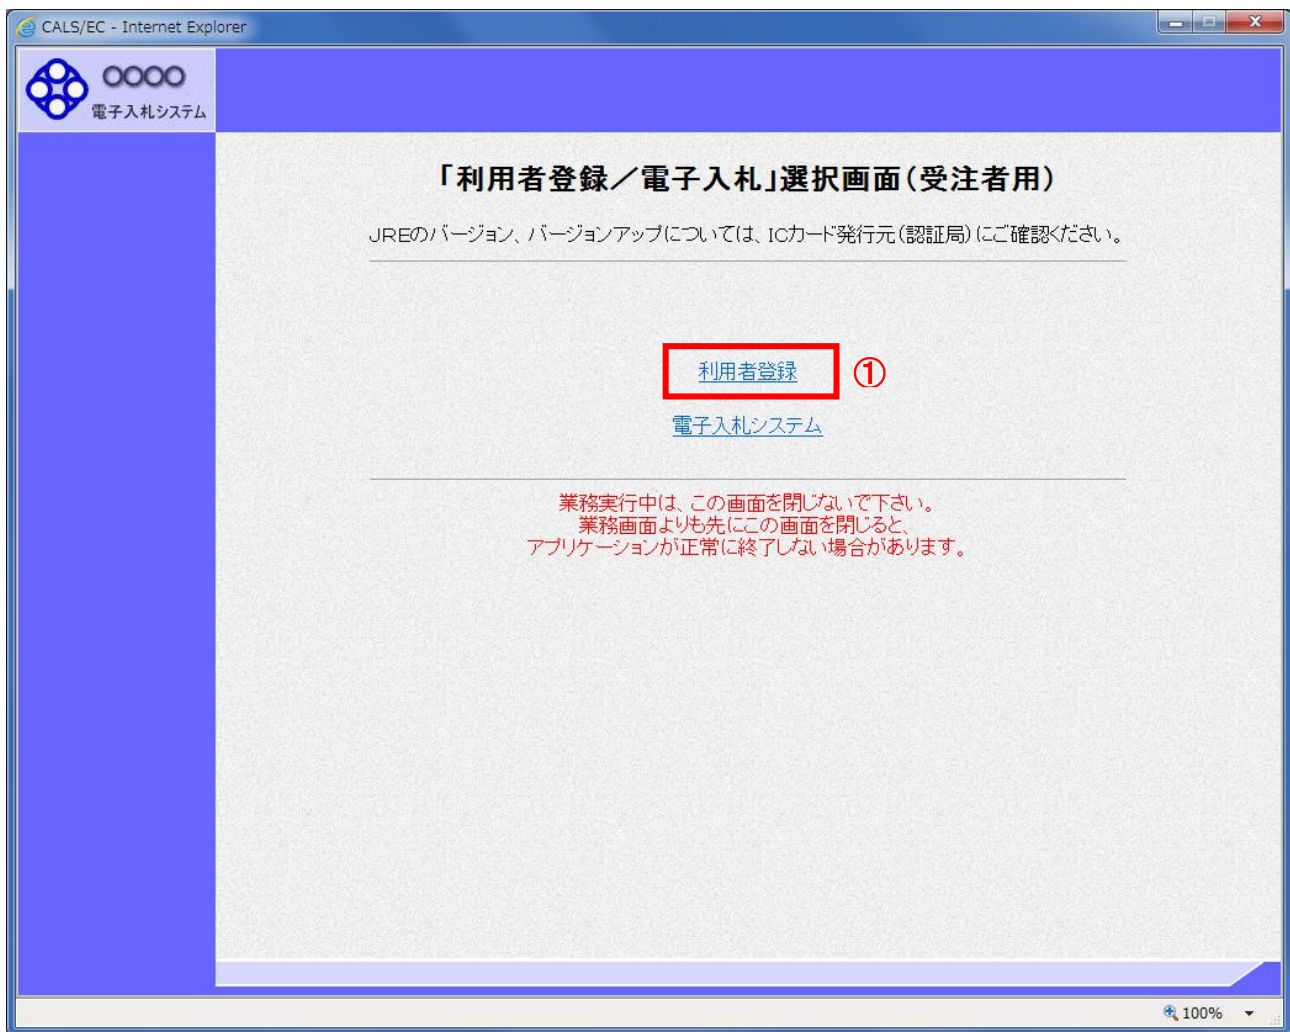 CALS/EC - Internet Explorer
〇〇〇〇
電子入札システム
「利用者登録／電子入札」選択画面（受注者用）
JREのバージョン、バージョンアップについては、ICカード発行元（認証局）にご確認ください。
利用者登録 ①
電子入札システム
業務実行中は、この画面を閉じないで下さい。
業務画面よりも先にこの画面を閉じると、
アプリケーションが正常に終了しない場合があります。
100%